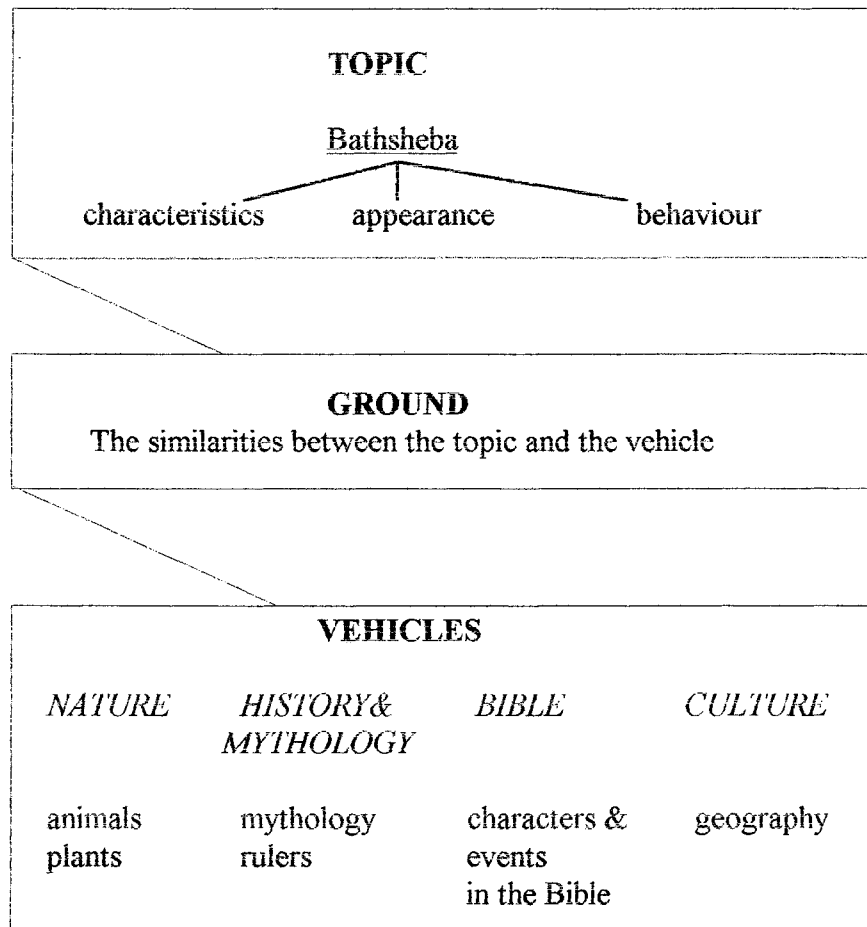 TOPIC
Bathsheba
characteristics appearance behaviour
GROUND
The similarities between the topic and the vehicle
VEHICLES
NATURE HISTORY& BIBLE CULTURE
MYTHOLOGY
animals mythology characters & geography
plants rulers events
in the Bible